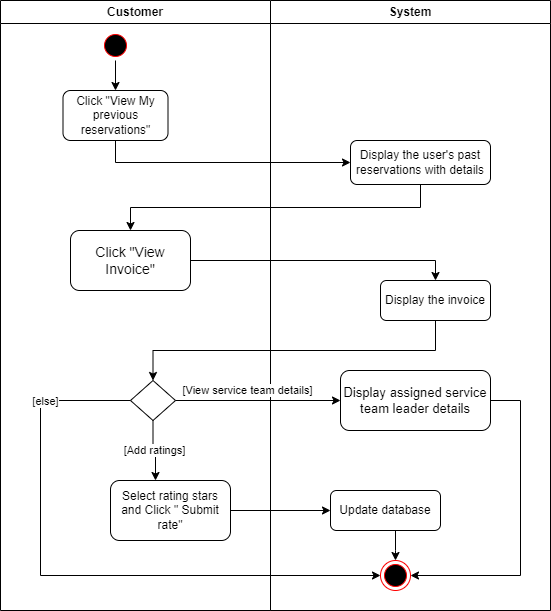 Customer
System
Click "View My
previous
reservations"
Display the user's past
reservations with details
Click "View
Invoice"
Display the invoice
[View service team details]
[else]
Display assigned service
team leader details
[Add ratings]
Select rating stars
and Click " Submit
rate"
Update database